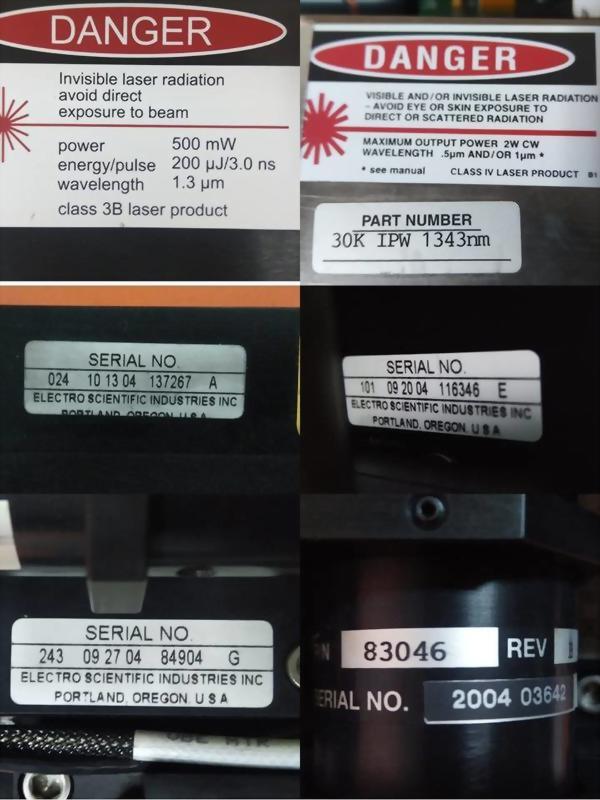 DANGER
Invisible laser radiation
avoid direct
exposure to beam
power 500 mW
energy/pulse 200 µJ/3.0 ns
wavelength 1.3 µm
class 3B laser product
DANGER
VISIBLE AND/OR INVISIBLE LASER RADIATION
– AVOID EYE OR SKIN EXPOSURE TO
DIRECT OR SCATTERED RADIATION
MAXIMUM OUTPUT POWER 2W CW
WAVELENGTH .5µm AND/OR 1µm *
* see manual CLASS IV LASER PRODUCT B1
PART NUMBER
30K IPW 1343nm
SERIAL NO.
024 10 13 04 137267 A
ELECTRO SCIENTIFIC INDUSTRIES INC
PORTLAND, OREGON U S A
SERIAL NO.
101 09 20 04 116346 E
ELECTRO SCIENTIFIC INDUSTRIES INC
PORTLAND, OREGON U S A
SERIAL NO.
243 09 27 04 84904 G
ELECTRO SCIENTIFIC INDUSTRIES INC
PORTLAND, OREGON. U S A
83046 REV
SERIAL NO. 2004 03642